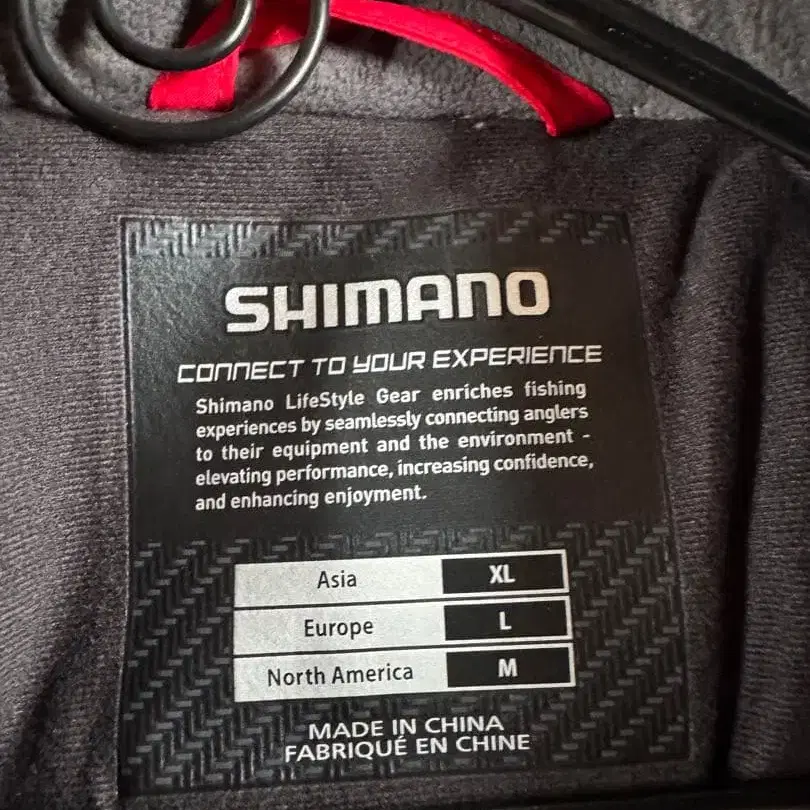 SHIMANO
CONNECT TO YOUR EXPERIENCE
Shimano LifeStyle Gear enriches fishing
experiences by seamlessly connecting anglers
to their equipment and the environment -
elevating performance, increasing confidence,
and enhancing enjoyment.
Asia XL
Europe L
North America M
MADE IN CHINA
FABRIQUÉ EN CHINE